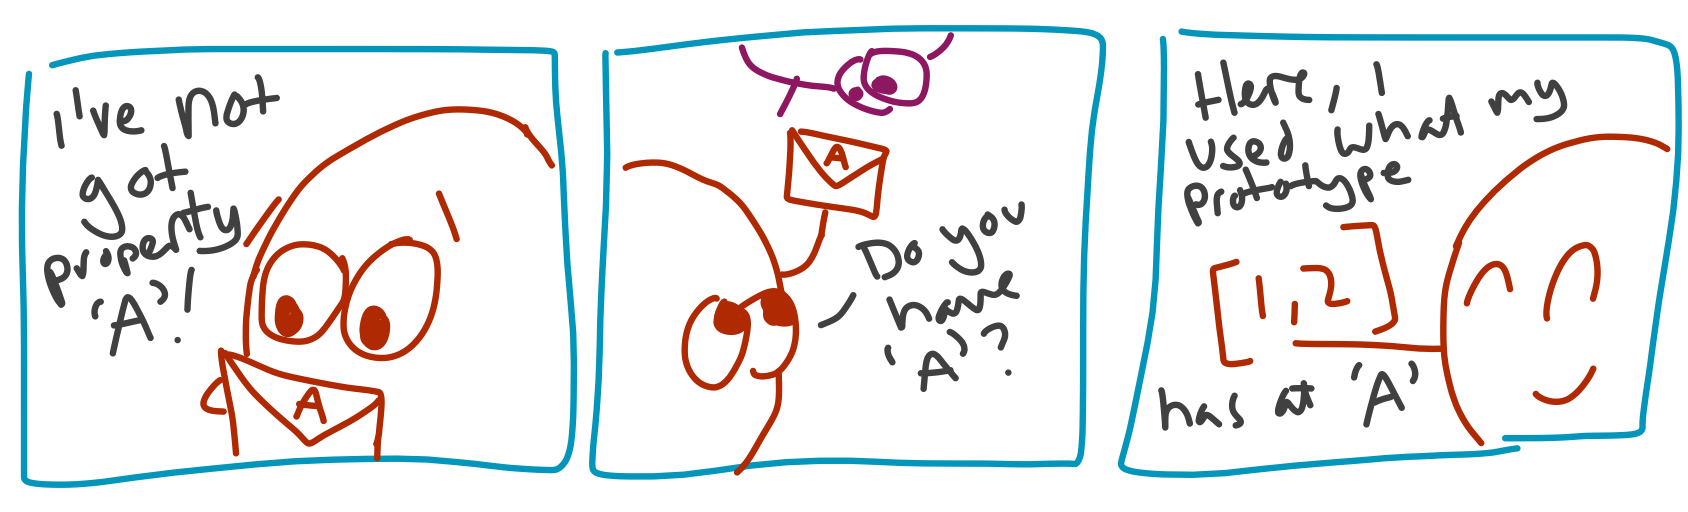 I've not
got
property
'A'!
A
A
Do you
have
'A'?
Here, I
used what my
prototype
[1,2]
has at 'A'